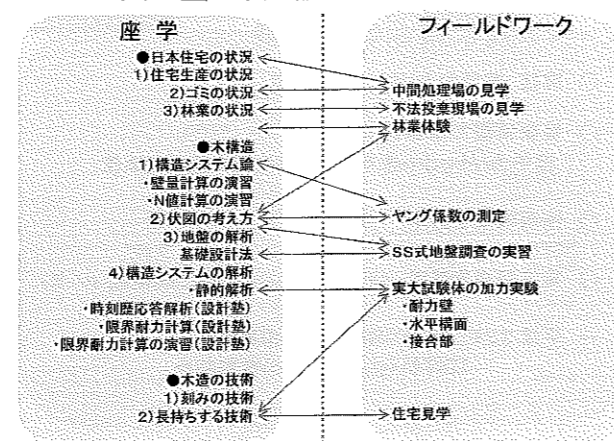 座 学
●日本住宅の状況
1)住宅生産の状況
2)ゴミの状況
3)林業の状況
●木構造
1)構造システム論
・壁量計算の演習
・N値計算の演習
2)状図の考え方
3)地盤の解析
基礎設計法
4)構造システムの解析
・静的解析
・時刻歴応答解析(設計塾)
・限界耐力計算(設計塾)
・限界耐力計算の演習(設計塾)
●木造の技術
1)刻みの技術
2)長持ちする技術
フィールドワーク
中間処理場の見学
不法投棄現場の見学
林業体験
ヤング係数の測定
SS式地盤調査の実習
実大試験体の加力実験
・耐力壁
・水平構面
・接合部
住宅見学